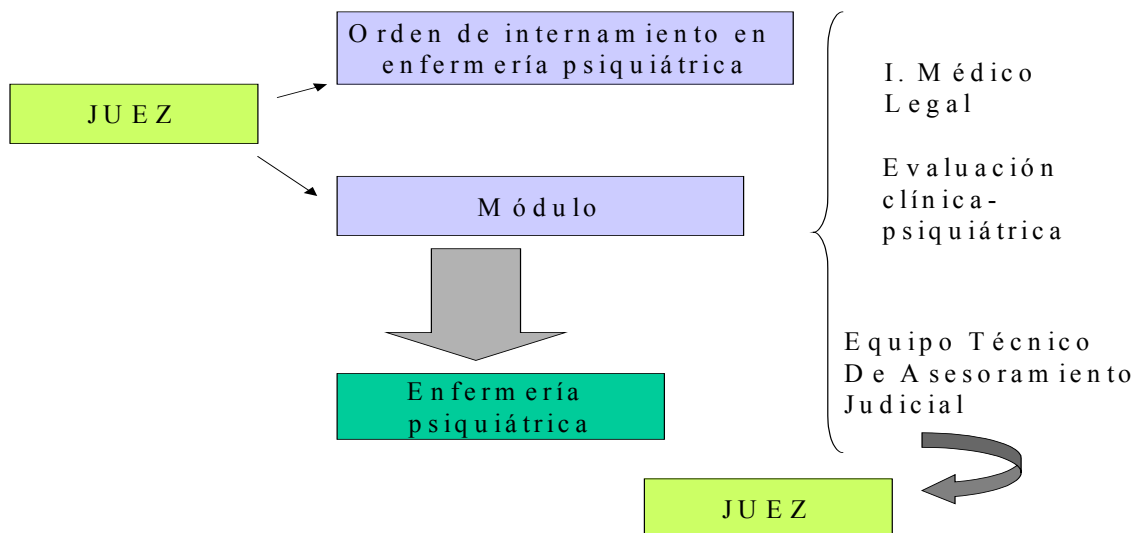 Orden de internamiento en
enfermería psiquiátrica
JUEZ
Módulo
Enfermería
psiquiátrica
I. Médico
Legal
Evaluación
clínica-
psiquiátrica
Equipo Técnico
De Asesoramiento
Judicial
JUEZ